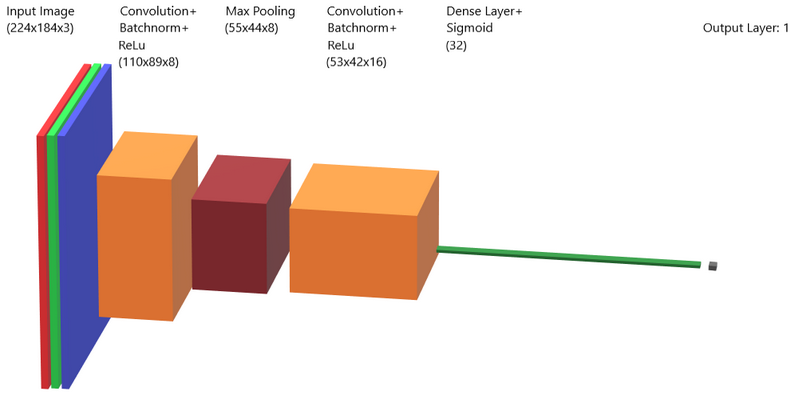 Input Image
(224x184x3)
Convolution+
Batchnorm+
ReLu
(110x89x8)
Max Pooling
(55x44x8)
Convolution+
Batchnorm+
ReLu
(53x42x16)
Dense Layer+
Sigmoid
(32)
Output Layer: 1